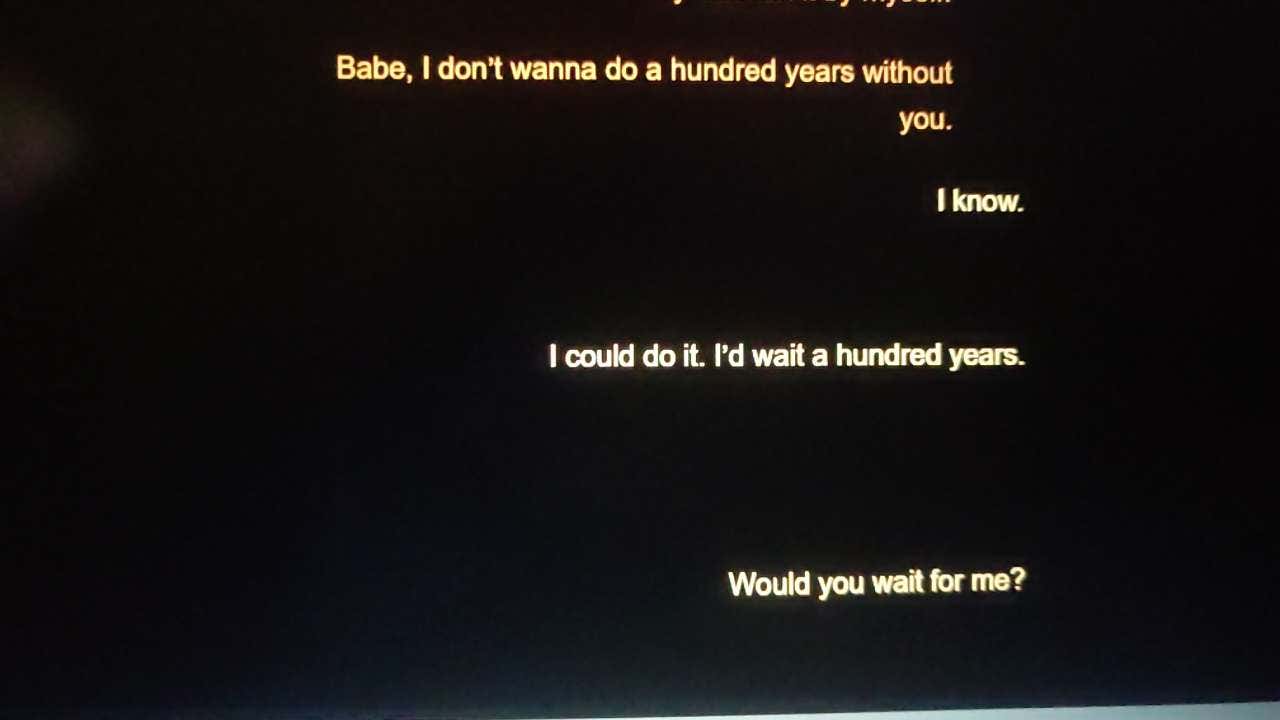 Babe, I don't wanna do a hundred years without
you.
I know.
I could do it. I'd wait a hundred years.
Would you wait for me?